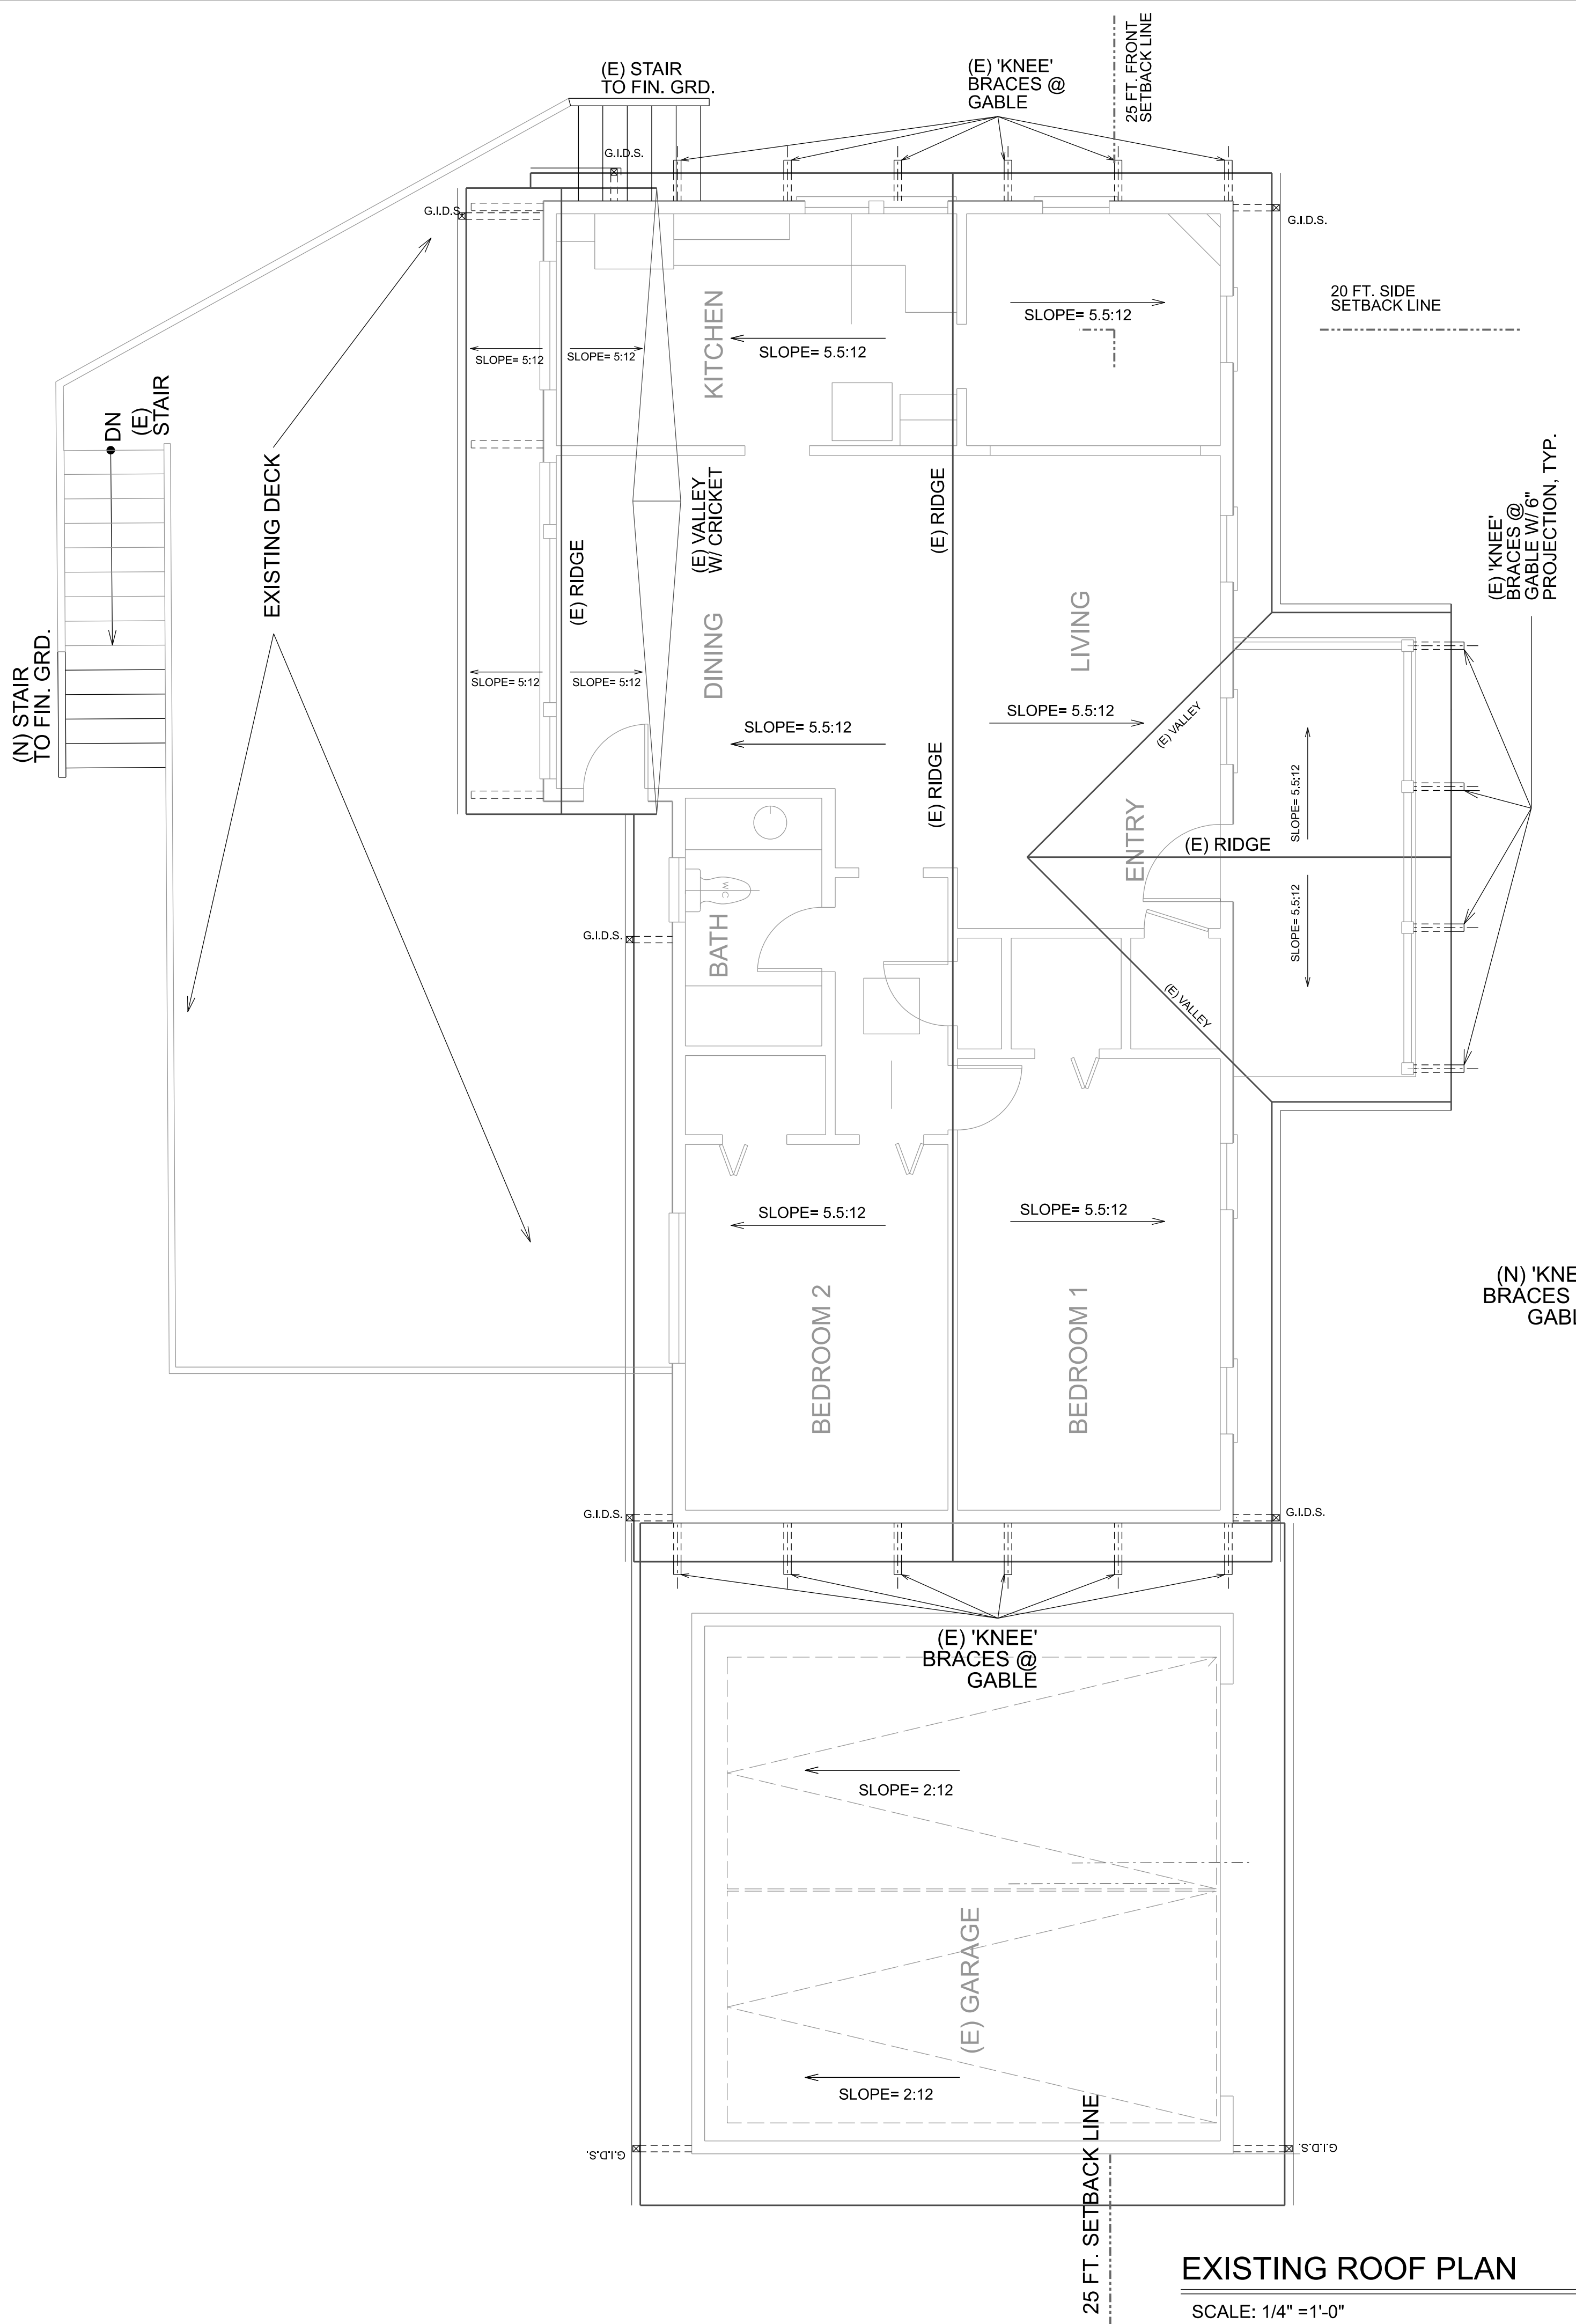 (E) STAIR
TO FIN. GRD.
(E) 'KNEE'
BRACES @
GABLE
25 FT. FRONT
SETBACK LINE
G.I.D.S.
G.I.D.S.
G.I.D.S.
20 FT. SIDE
SETBACK LINE
KITCHEN
SLOPE= 5.5:12
SLOPE= 5.5:12
SLOPE= 5:12
SLOPE= 5:12
DN
(E)
STAIR
EXISTING DECK
(E) RIDGE
(E) VALLEY
W/ CRICKET
(E) RIDGE
(E) 'KNEE'
BRACES @
GABLE W/ 6"
PROJECTION, TYP.
(N) STAIR
TO FIN. GRD.
DINING
LIVING
SLOPE= 5:12
SLOPE= 5:12
SLOPE= 5.5:12
SLOPE= 5.5:12
(E) VALLEY
(E) RIDGE
SLOPE= 5.5:12
ENTRY
(E) RIDGE
WC
BATH
G.I.D.S.
SLOPE= 5.5:12
(E) VALLEY
SLOPE= 5.5:12
SLOPE= 5.5:12
BEDROOM 2
BEDROOM 1
(N) 'KNE
BRACES
GABL
G.I.D.S.
G.I.D.S.
(E) 'KNEE'
BRACES @
GABLE
SLOPE= 2:12
(E) GARAGE
SLOPE= 2:12
G.I.D.S.
G.I.D.S.
25 FT. SETBACK LINE
EXISTING ROOF PLAN
SCALE: 1/4" =1'-0"